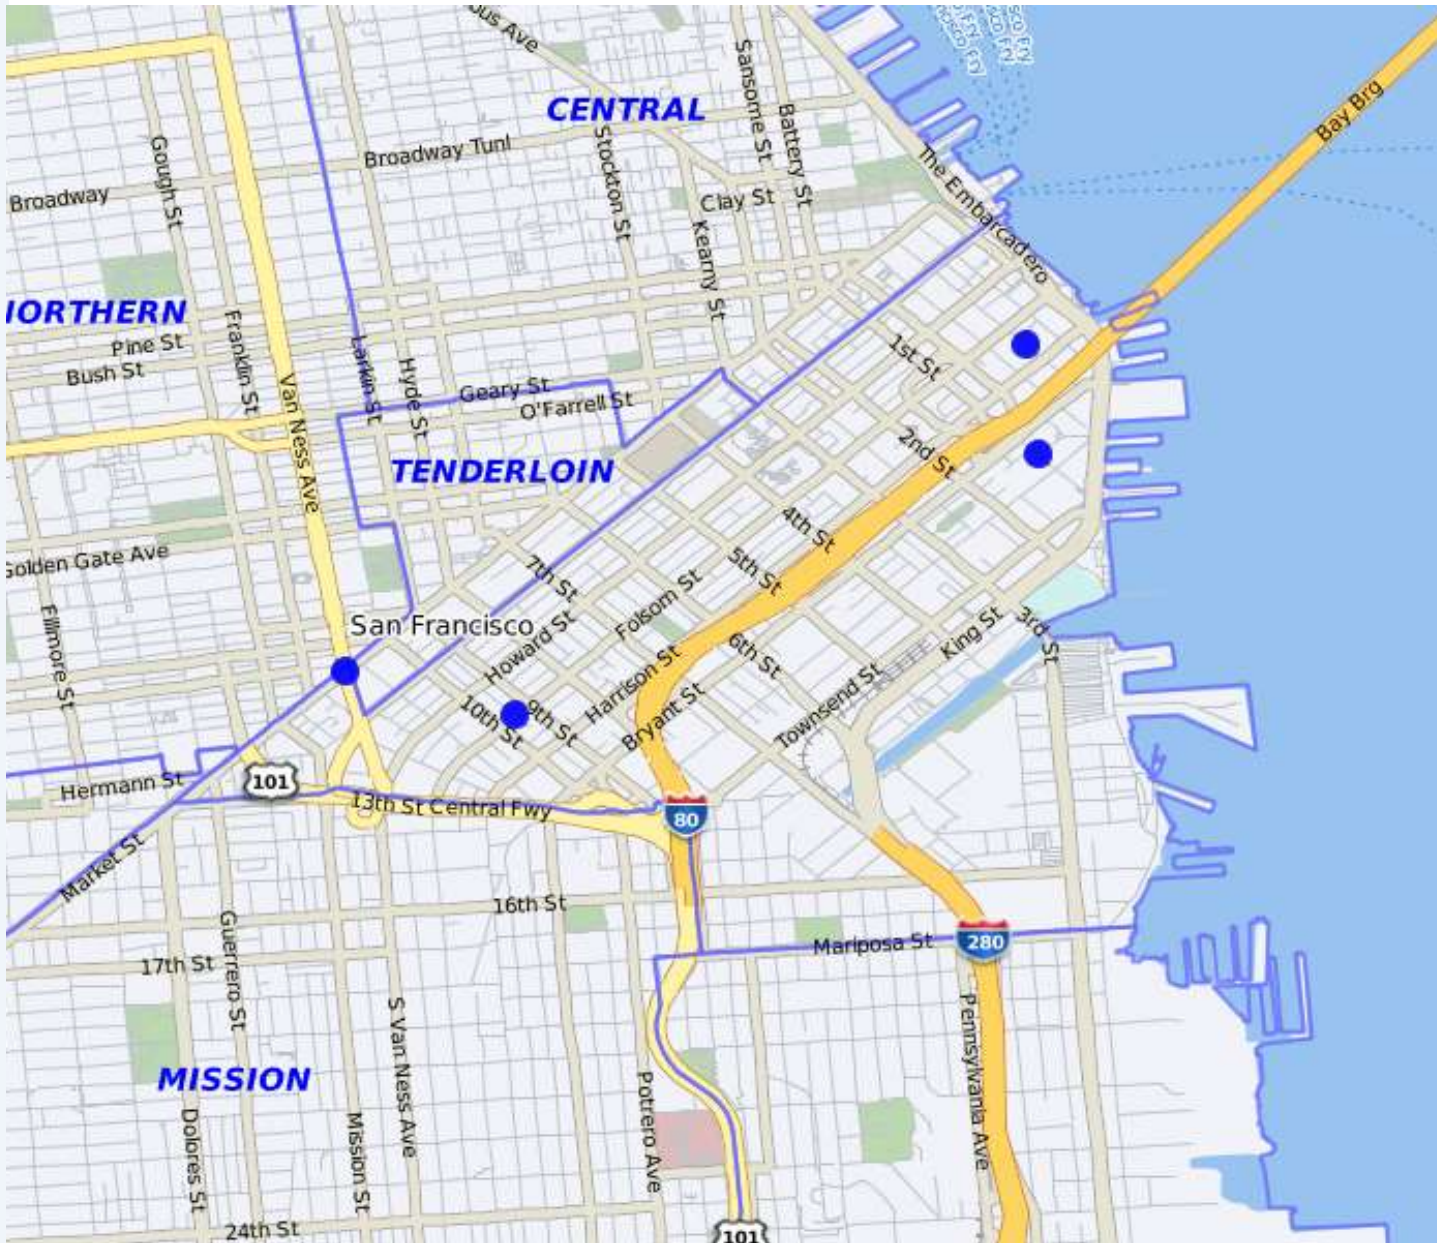 ous Ave
Sansome St
Battery St
CENTRAL
Bay Brg
Gough St
Broadway Tunl
Stockton St
The Embarcadero
Broadway
Clay St
Kearny St
ORTHERN
Pine St
Bush St
Franklin St
Larkin St
Hyde St
Geary St
O'Farrell St
Van Ness Ave
1st St
TENDERLOIN
2nd St
4th St
5th St
Golden Gate Ave
7th St
Folsom St
Fillmore St
San Francisco
Howard St
6th St
King St
3rd St
Harrison St
Bryant St
Townsend St
10th St
9th St
Hermann St
101
13th St Central Fwy
80
Market St
16th St
Guerrero St
Mariposa St
280
17th St
S Van Ness Ave
Pennsylvania Ave
MISSION
Potrero Ave
Dolores St
Mission St
24th St
101